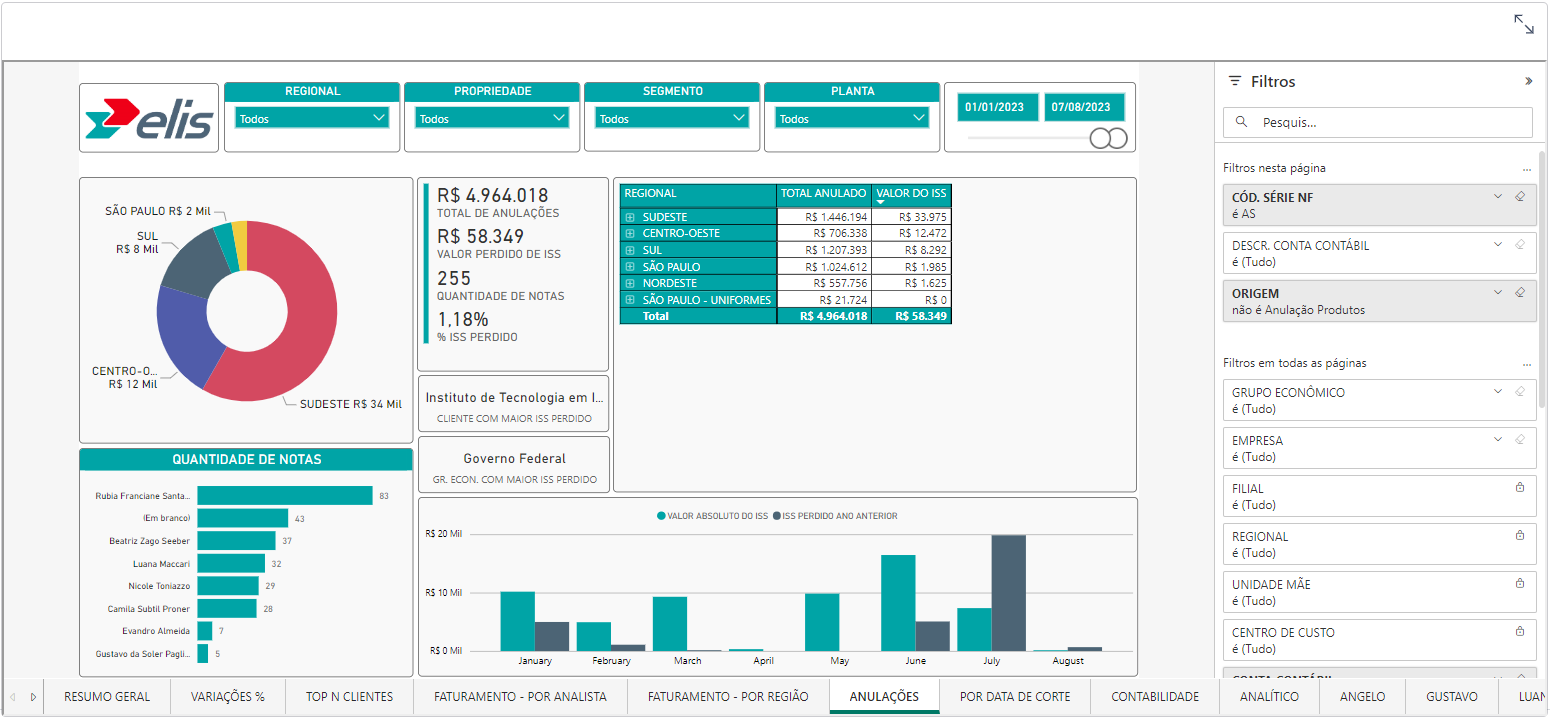 elis
REGIONAL
Todos
PROPRIEDADE
Todos
SEGMENTO
Todos
PLANTA
Todos
01/01/2023 07/08/2023
SÃO PAULO R$ 2 Mil
SUL
R$ 8 Mil
CENTRO-O...
R$ 12 Mil
SUDESTE R$ 34 Mil
R$ 4.964.018
TOTAL DE ANULAÇÕES
R$ 58.349
VALOR PERDIDO DE ISS
255
QUANTIDADE DE NOTAS
1,18%
% ISS PERDIDO
Instituto de Tecnologia em I...
CLIENTE COM MAIOR ISS PERDIDO
Governo Federal
GR. ECON. COM MAIOR ISS PERDIDO
REGIONAL TOTAL ANULADO VALOR DO ISS
SUDESTE R$ 1.446.194 R$ 33.975
CENTRO-OESTE R$ 706.338 R$ 12.472
SUL R$ 1.207.393 R$ 8.292
SÃO PAULO R$ 1.024.612 R$ 1.985
NORDESTE R$ 557.756 R$ 1.625
SÃO PAULO - UNIFORMES R$ 21.724 R$ 0
Total R$ 4.964.018 R$ 58.349
QUANTIDADE DE NOTAS
Rubia Franciane Santa... 83
(Em branco) 43
Beatriz Zago Seeber 37
Luana Maccari 32
Nicole Toniazzo 29
Camila Subtil Proner 28
Evandro Almeida 7
Gustavo da Soler Pagli... 5
VALOR ABSOLUTO DO ISS ISS PERDIDO ANO ANTERIOR
R$ 20 Mil
R$ 10 Mil
R$ 0 Mil
January February March April May June July August
Filtros
Pesquis...
Filtros nesta página ...
CÓD. SÉRIE NF
é AS
DESCR. CONTA CONTÁBIL
é (Tudo)
ORIGEM
não é Anulação Produtos
Filtros em todas as páginas ...
GRUPO ECONÔMICO
é (Tudo)
EMPRESA
é (Tudo)
FILIAL
é (Tudo)
REGIONAL
é (Tudo)
UNIDADE MÃE
é (Tudo)
CENTRO DE CUSTO
é (Tudo)
CONTA CONTÁBIL
RESUMO GERAL VARIAÇÕES % TOP N CLIENTES FATURAMENTO - POR ANALISTA FATURAMENTO - POR REGIÃO ANULAÇÕES POR DATA DE CORTE CONTABILIDADE ANALÍTICO ANGELO GUSTAVO LUAN